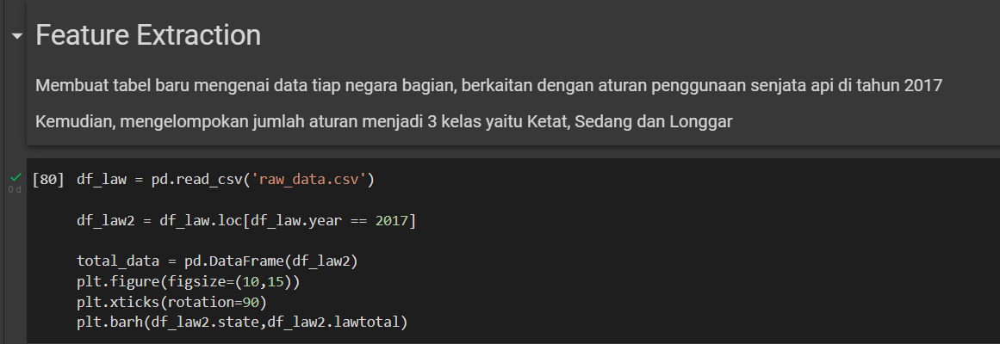 Feature Extraction
Membuat tabel baru mengenai data tiap negara bagian, berkaitan dengan aturan penggunaan senjata api di tahun 2017
Kemudian, mengelompokan jumlah aturan menjadi 3 kelas yaitu Ketat, Sedang dan Longgar
[80] df_law = pd.read_csv('raw_data.csv')
0 d
df_law2 = df_law.loc[df_law.year == 2017]
total_data = pd.DataFrame(df_law2)
plt.figure(figsize=(10,15))
plt.xticks(rotation=90)
plt.barh(df_law2.state,df_law2.lawtotal)